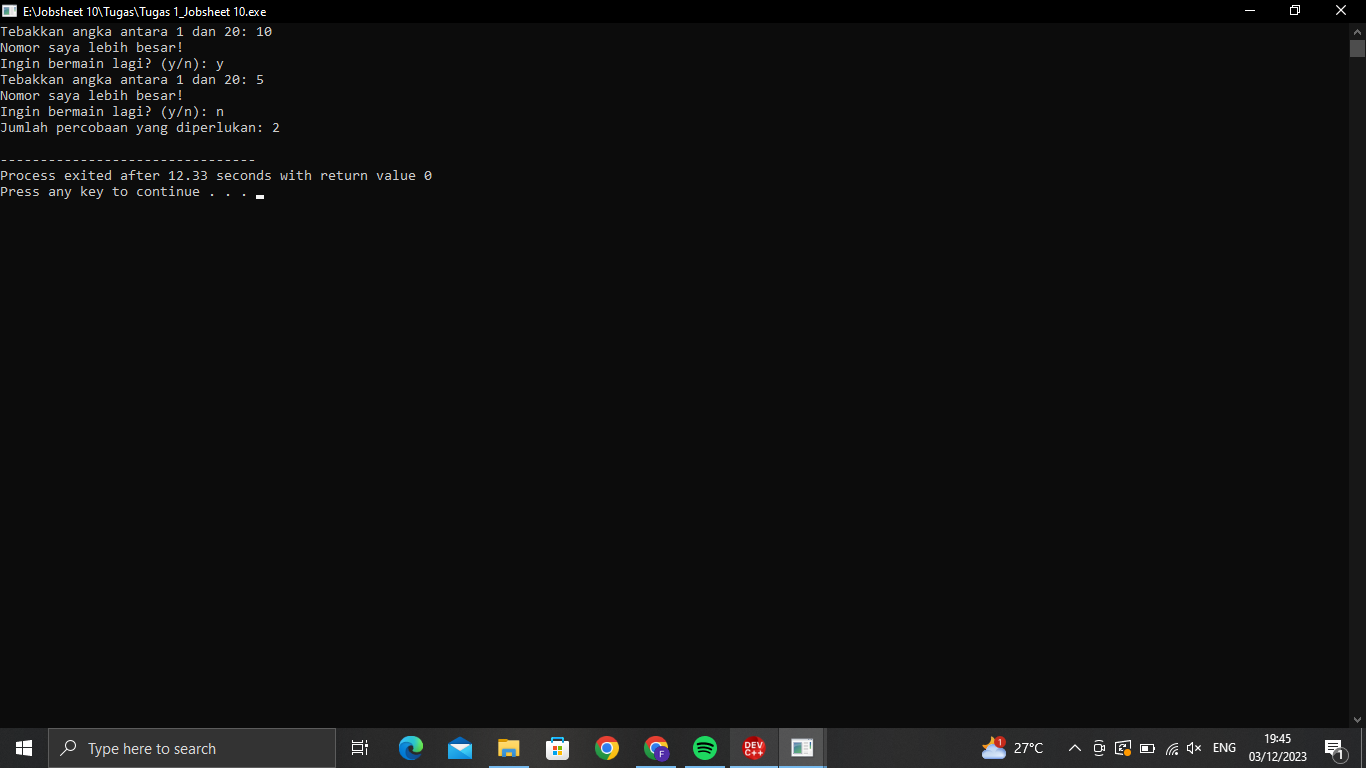 E:\Jobsheet 10\Tugas\Tugas 1_Jobsheet 10.exe
Tebakkan angka antara 1 dan 20: 10
Nomor saya lebih besar!
Ingin bermain lagi? (y/n): y
Tebakkan angka antara 1 dan 20: 5
Nomor saya lebih besar!
Ingin bermain lagi? (y/n): n
Jumlah percobaan yang diperlukan: 2
--------------------------------
Process exited after 12.33 seconds with return value 0
Press any key to continue . . .
Type here to search
DEV C++
F
1
27°C
ENG
19:45
03/12/2023
1